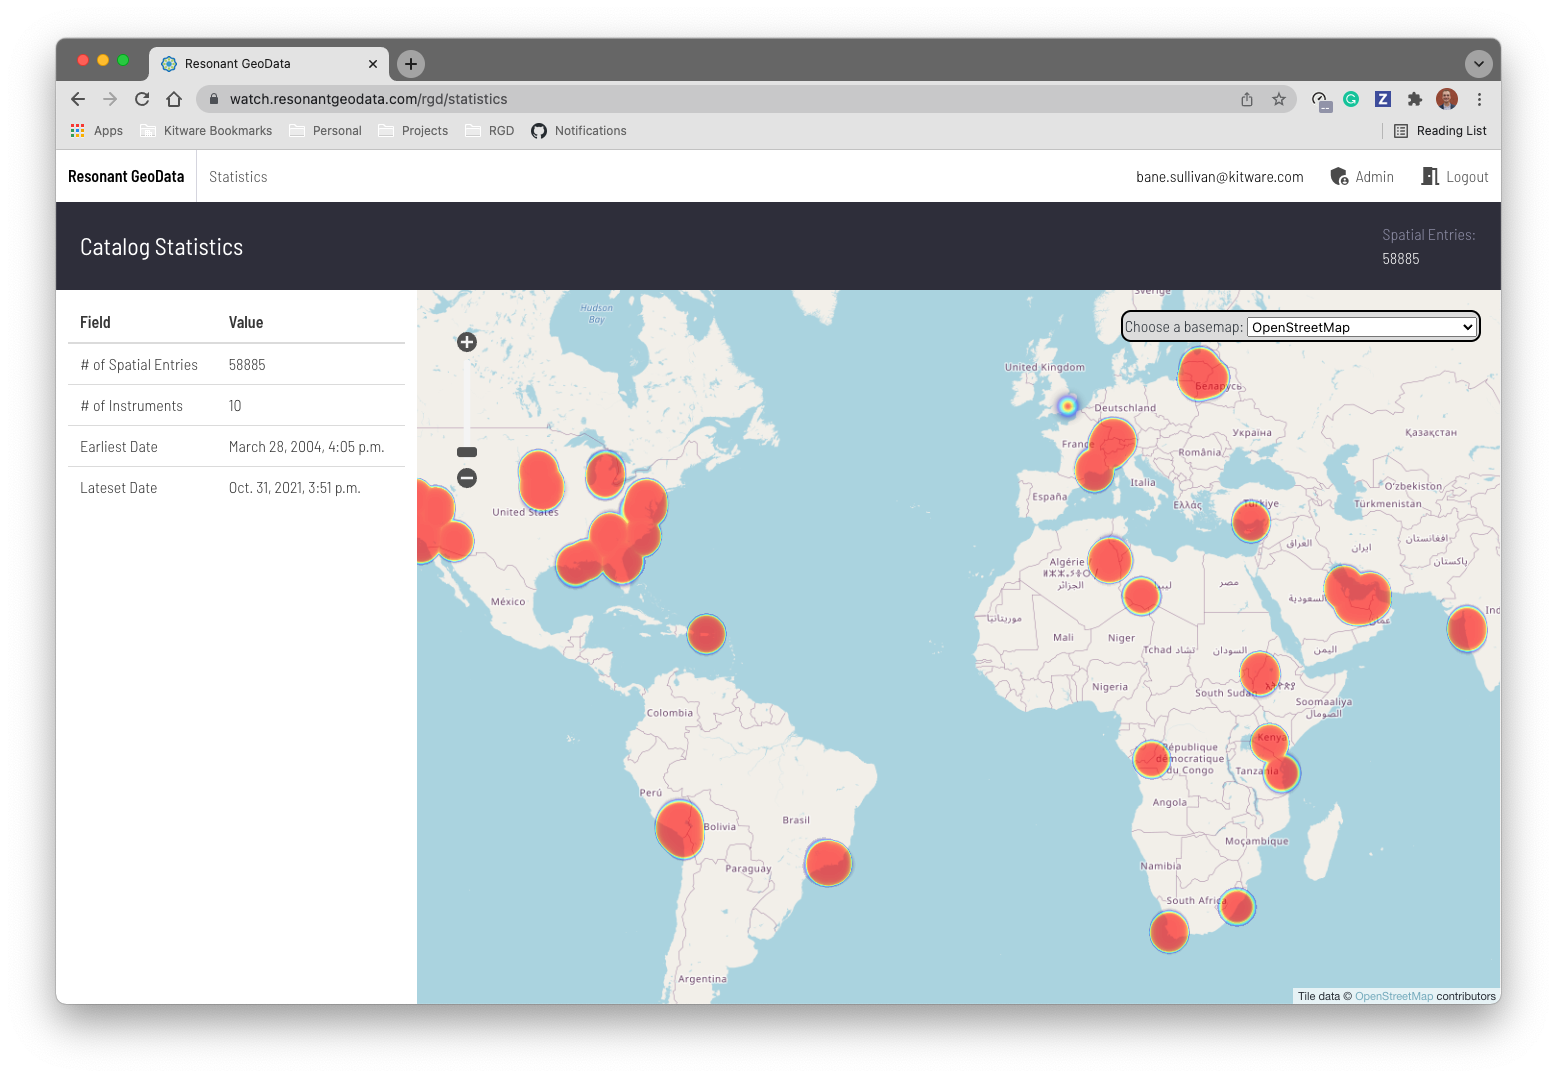 Resonant GeoData
watch.resonantgeodata.com/rgd/statistics
Apps
Kitware Bookmarks
Personal
Projects
RGD
Notifications
Reading List
Resonant GeoData
Statistics
bane.sullivan@kitware.com
Admin
Logout
Catalog Statistics
Spatial Entries:
58885
Field Value
# of Spatial Entries 58885
# of Instruments 10
Earliest Date March 28, 2004, 4:05 p.m.
Lateset Date Oct. 31, 2021, 3:51 p.m.
Choose a basemap: OpenStreetMap
Sverige
Hudson
Bay
United Kingdom
Беларусь
Deutschland
France
Україна
Қазақстан
România
Italia
España
Ελλάς
Türkiye
O'zbekiston
Türkmenistan
United States
العراق
ایران
افغانستان
پاکستان
Algérie
ⵍⵣⵣⴰⵢⴻⵔ
الجزائر
ليبيا
مصر
السعودية
عمان
México
موريتانيا
Mali
Niger
Tchad تشاد
السودان
اليمن
Nigeria
South Sudan
ኢትዮጵያ
Soomaaliya
الصومال
Colombia
Kenya
République
démocratique
du Congo
Tanzania
Perú
Angola
Brasil
Bolivia
Moçambique
Paraguay
Namibia
South Africa
Argentina
Tile data © OpenStreetMap contributors